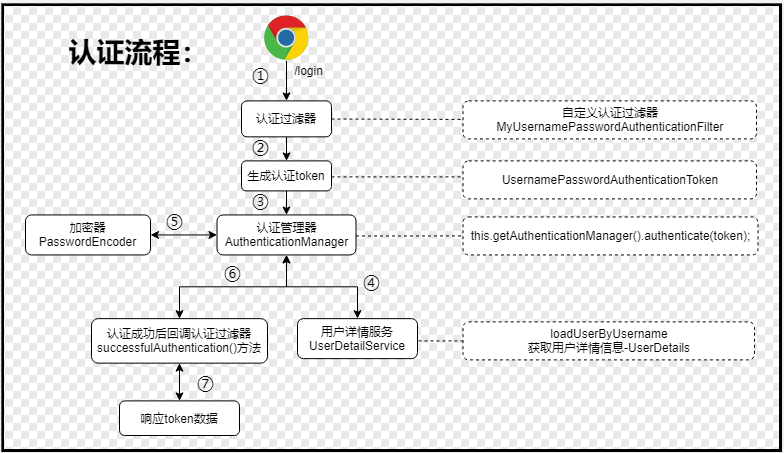 认证流程：
①
/login
认证过滤器
自定义认证过滤器
MyUsernamePasswordAuthenticationFilter
②
生成认证token
UsernamePasswordAuthenticationToken
③
加密器
PasswordEncoder
⑤
认证管理器
AuthenticationManager
this.getAuthenticationManager().authenticate(token);
⑥
④
认证成功后回调认证过滤器
successfulAuthentication()方法
用户详情服务
UserDetailService
loadUserByUsername
获取用户详情信息-UserDetails
⑦
响应token数据